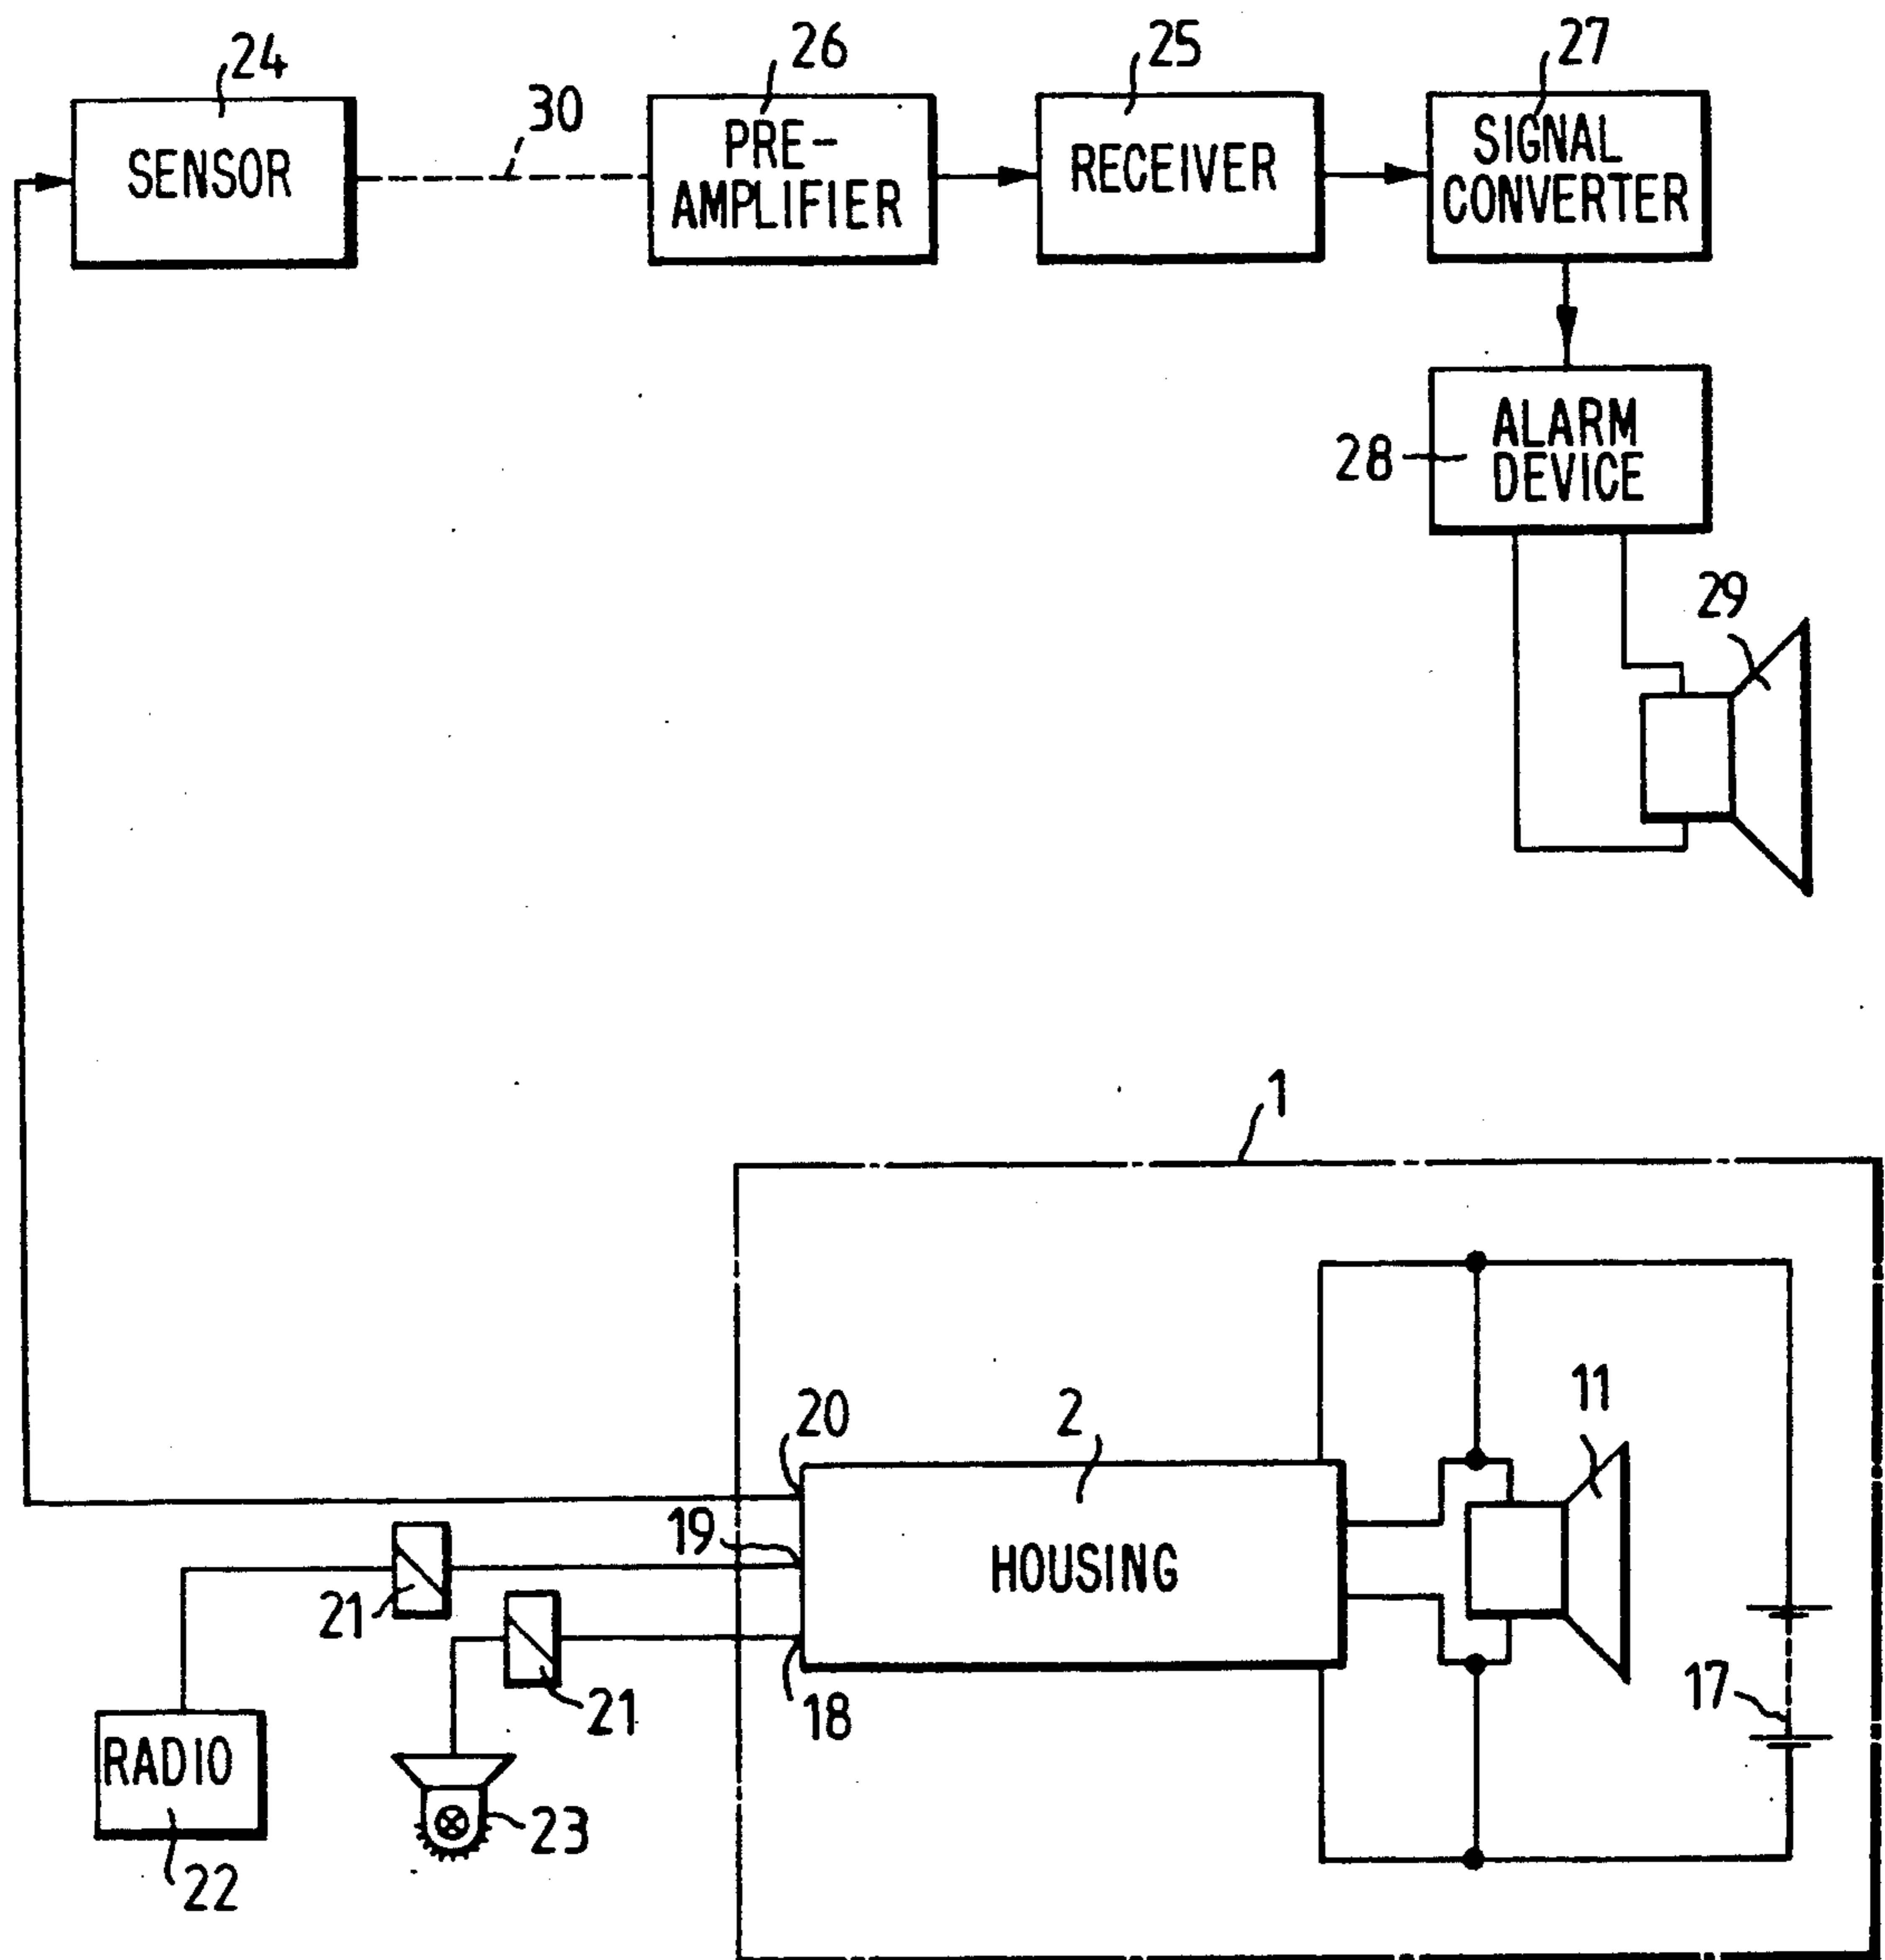 24
26
25
27
30
SENSOR
PRE-
AMPLIFIER
RECEIVER
SIGNAL
CONVERTER
28
ALARM
DEVICE
29
1
20
2
11
19
HOUSING
21
21
18
17
RADIO
23
22